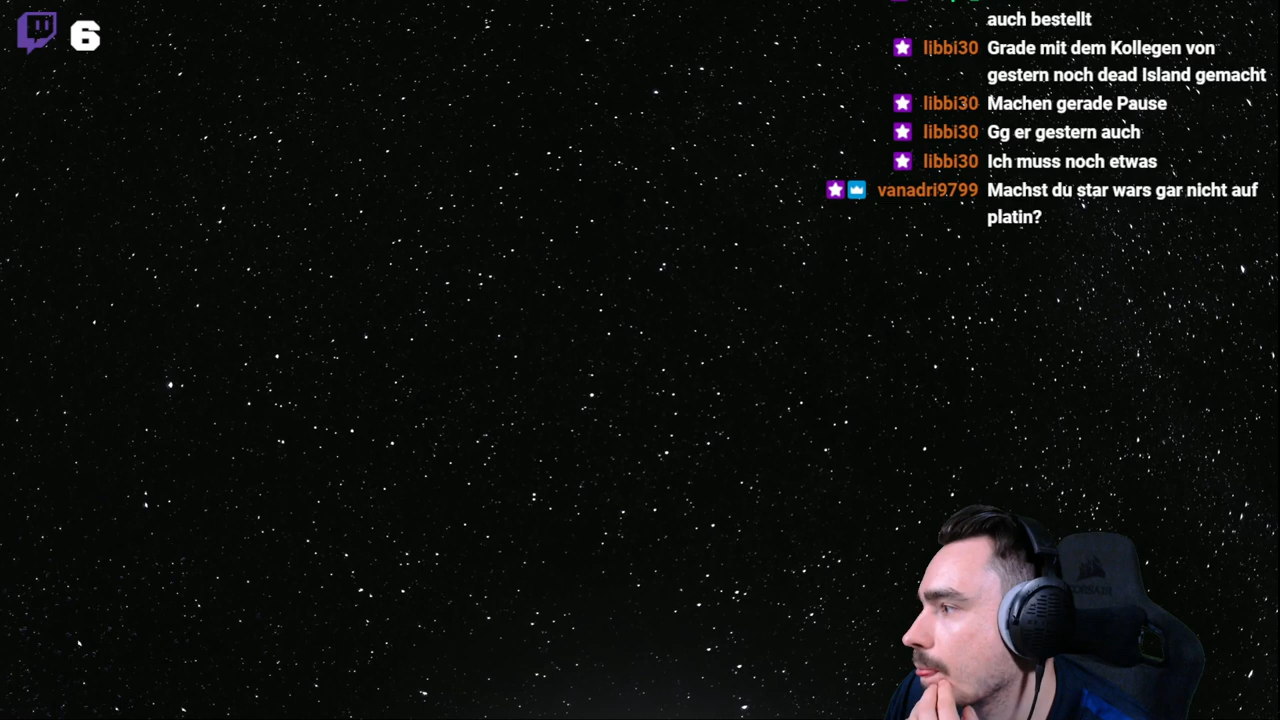 6
auch bestellt
libbi30 Grade mit dem Kollegen von
gestern noch dead Island gemacht
libbi30 Machen gerade Pause
libbi30 Gg er gestern auch
libbi30 Ich muss noch etwas
vanadri9799 Machst du star wars gar nicht auf
platin?
CORSAIR